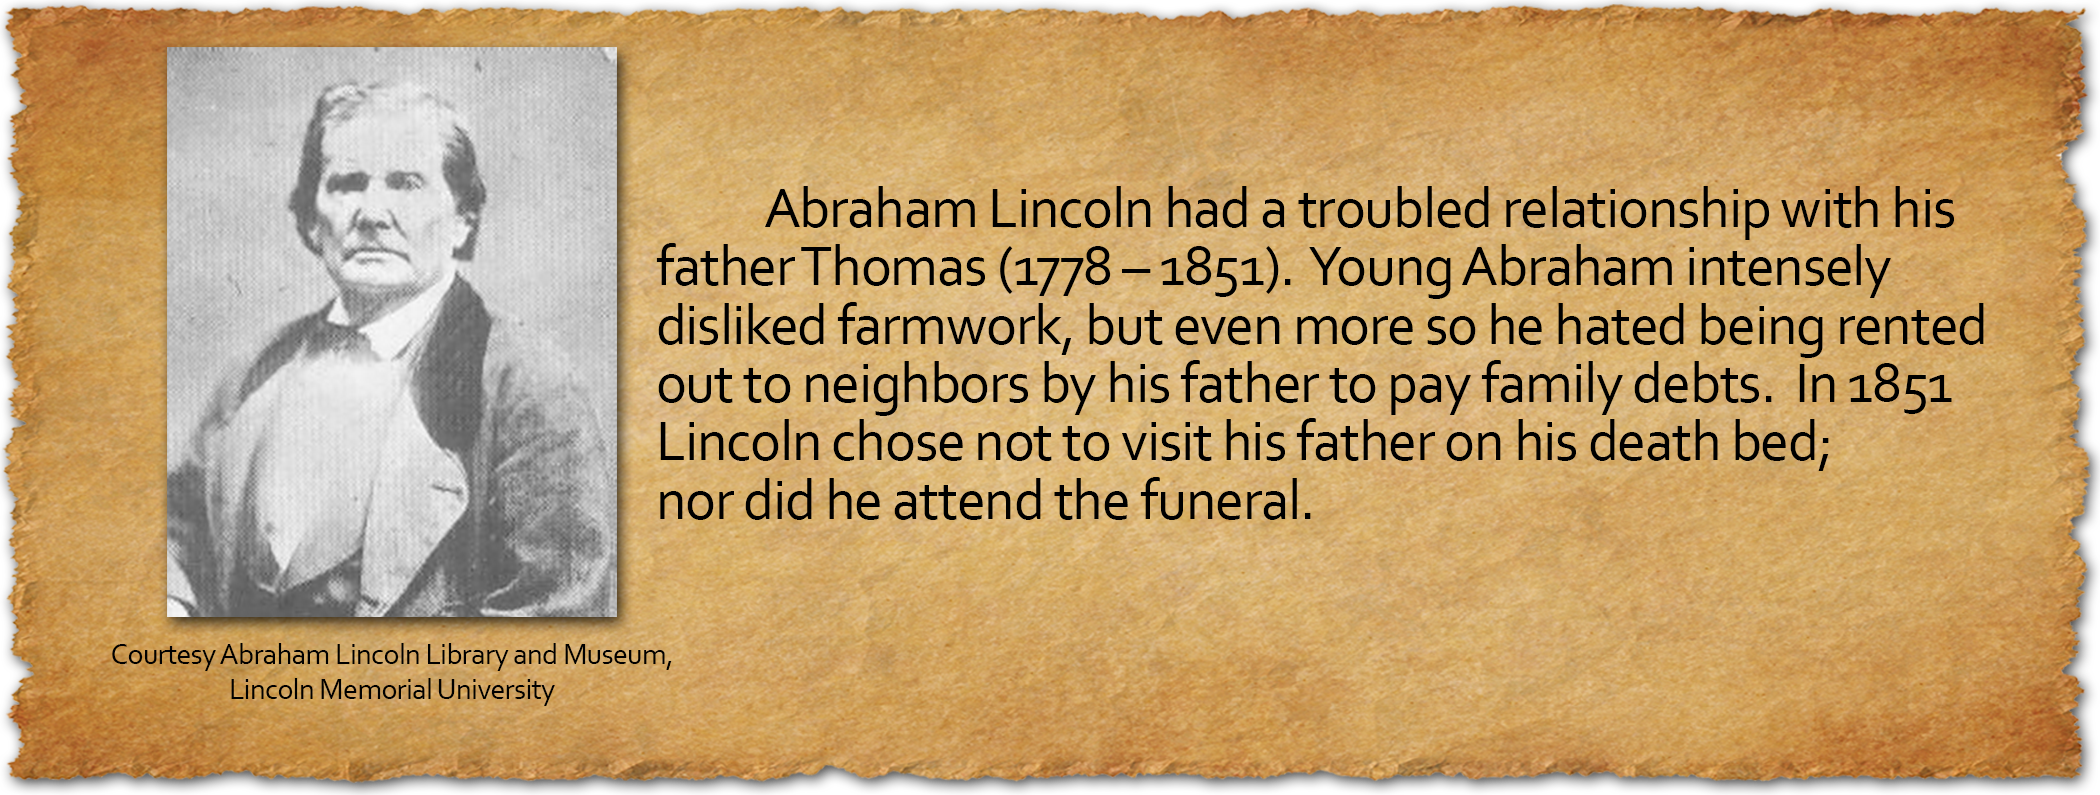 Abraham Lincoln had a troubled relationship with his
father Thomas (1778 – 1851). Young Abraham intensely
disliked farmwork, but even more so he hated being rented
out to neighbors by his father to pay family debts. In 1851
Lincoln chose not to visit his father on his death bed;
nor did he attend the funeral.
Courtesy Abraham Lincoln Library and Museum,
Lincoln Memorial University